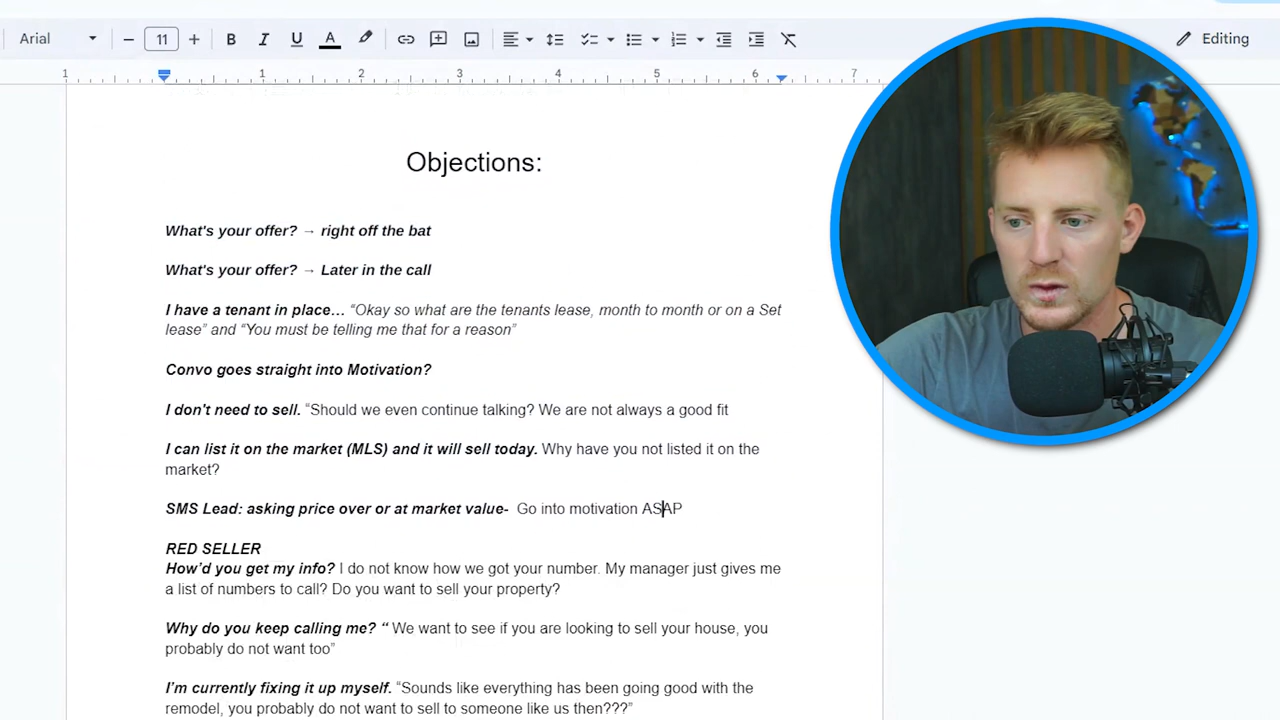 Arial
11
B I U A
Editing
1 1 2 3 4 5 6 7
Objections:
What's your offer? → right off the bat
What's your offer? → Later in the call
I have a tenant in place… “Okay so what are the tenants lease, month to month or on a Set
lease” and “You must be telling me that for a reason”
Convo goes straight into Motivation?
I don't need to sell. “Should we even continue talking? We are not always a good fit
I can list it on the market (MLS) and it will sell today. Why have you not listed it on the
market?
SMS Lead: asking price over or at market value- Go into motivation ASAP
RED SELLER
How’d you get my info? I do not know how we got your number. My manager just gives me
a list of numbers to call? Do you want to sell your property?
Why do you keep calling me? “ We want to see if you are looking to sell your house, you
probably do not want too”
I’m currently fixing it up myself. “Sounds like everything has been going good with the
remodel, you probably do not want to sell to someone like us then???”